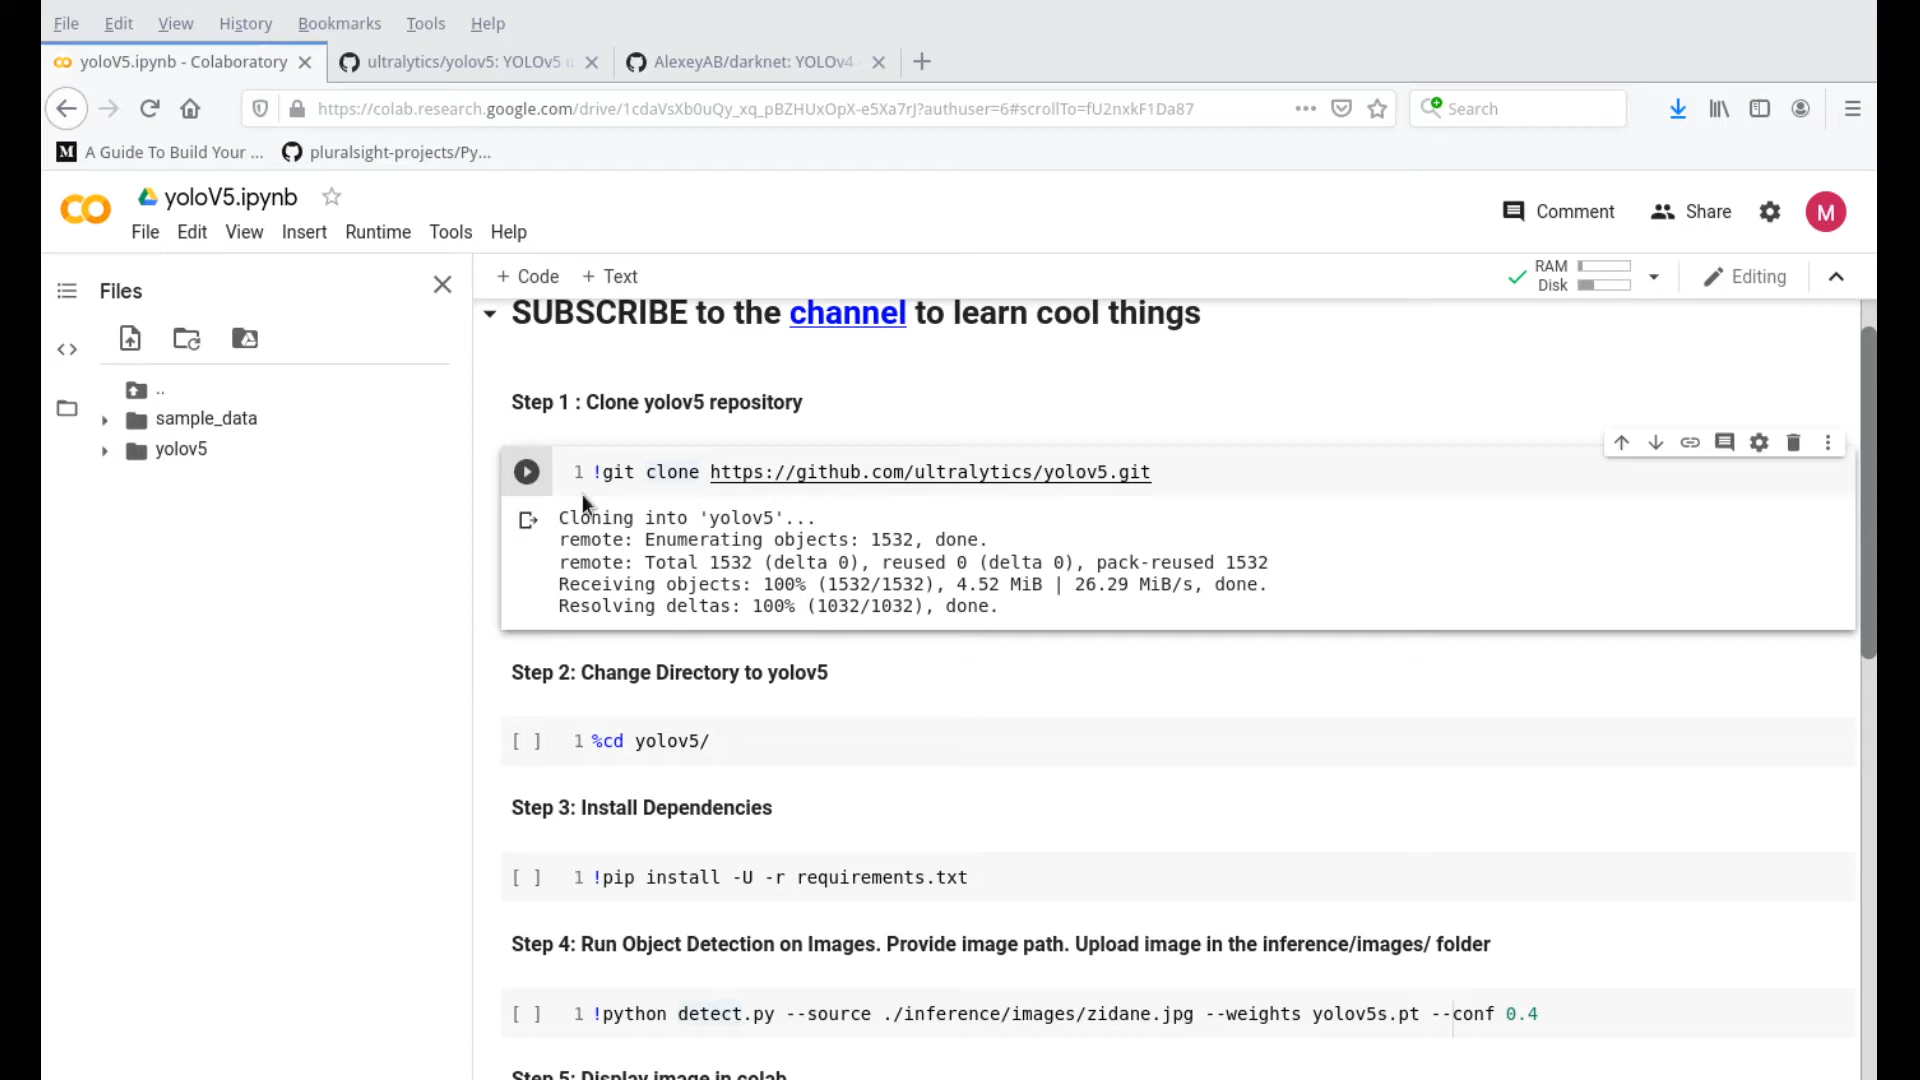 File Edit View History Bookmarks Tools Help
yoloV5.ipynb - Colaboratory ultralytics/yolov5: YOLOv5 AlexeyAB/darknet: YOLOv4
https://colab.research.google.com/drive/1cdaVsXb0uQy_xq_pBZHUxOpX-e5Xa7rJ?authuser=6#scrollTo=fU2nxkF1Da87 Search
M A Guide To Build Your ... pluralsight-projects/Py...
yoloV5.ipynb
Comment Share M
File Edit View Insert Runtime Tools Help
Files
+ Code + Text
RAM
Disk
Editing
..
sample_data
yolov5
SUBSCRIBE to the channel to learn cool things
Step 1 : Clone yolov5 repository
1 !git clone https://github.com/ultralytics/yolov5.git
Cloning into 'yolov5'...
remote: Enumerating objects: 1532, done.
remote: Total 1532 (delta 0), reused 0 (delta 0), pack-reused 1532
Receiving objects: 100% (1532/1532), 4.52 MiB | 26.29 MiB/s, done.
Resolving deltas: 100% (1032/1032), done.
Step 2: Change Directory to yolov5
[ ] 1 %cd yolov5/
Step 3: Install Dependencies
[ ] 1 !pip install -U -r requirements.txt
Step 4: Run Object Detection on Images. Provide image path. Upload image in the inference/images/ folder
[ ] 1 !python detect.py --source ./inference/images/zidane.jpg --weights yolov5s.pt --conf 0.4
Step 5: Display image in colab